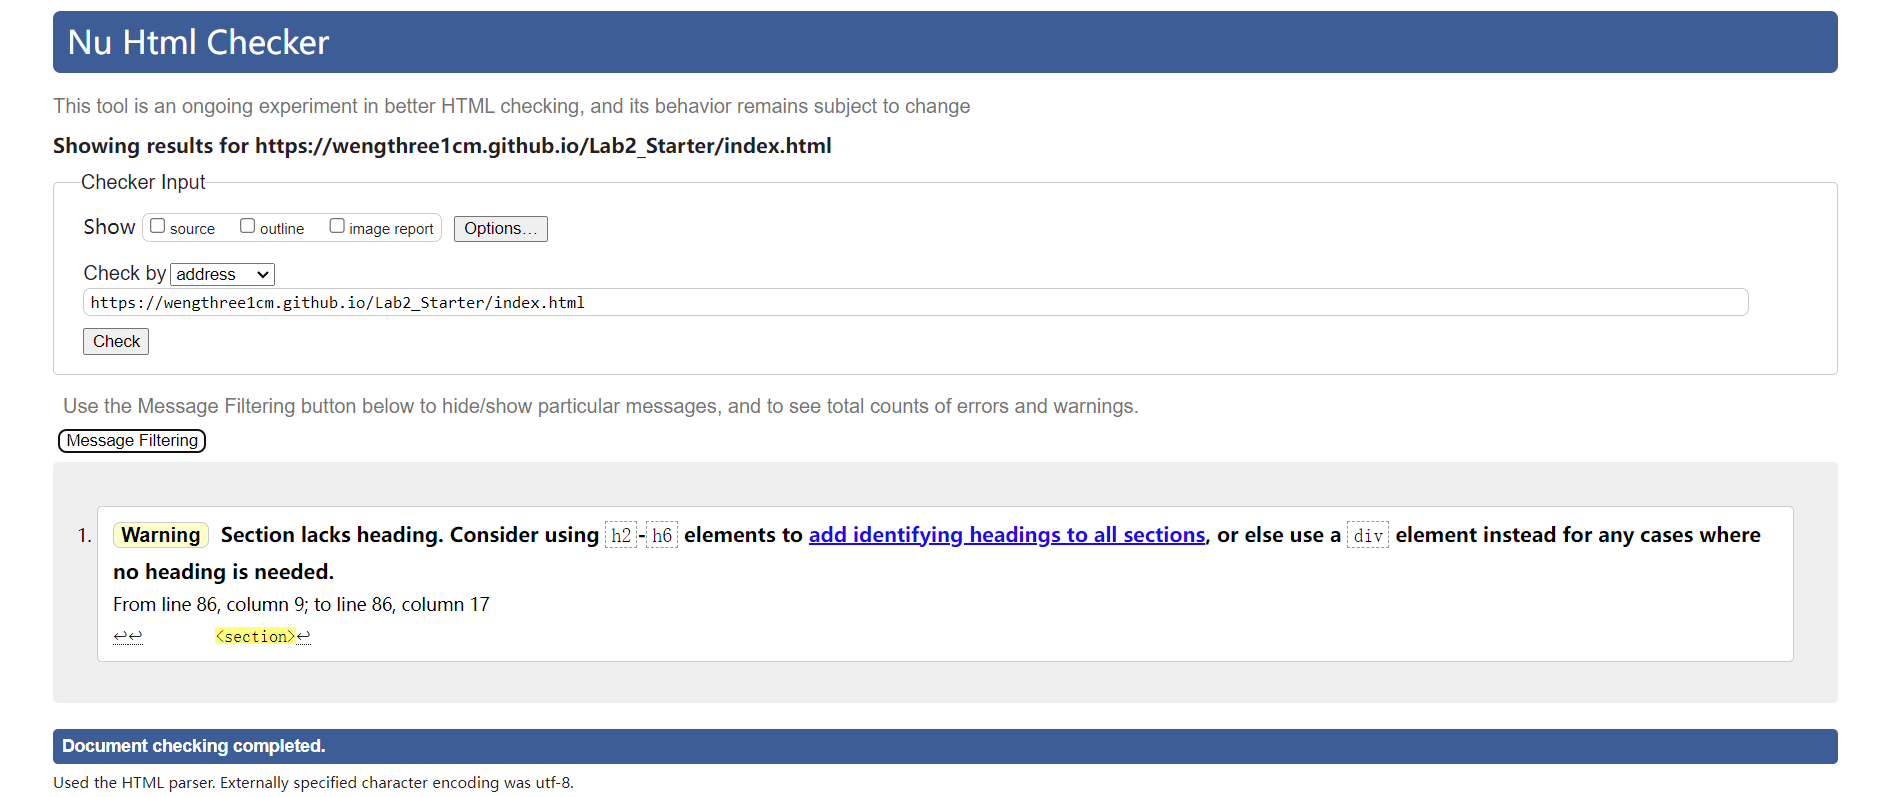 Nu Html Checker
This tool is an ongoing experiment in better HTML checking, and its behavior remains subject to change
Showing results for https://wengthree1cm.github.io/Lab2_Starter/index.html
Checker Input
Show source outline image report Options...
Check by address
https://wengthree1cm.github.io/Lab2_Starter/index.html
Check
Use the Message Filtering button below to hide/show particular messages, and to see total counts of errors and warnings.
Message Filtering
1. Warning Section lacks heading. Consider using h2-h6 elements to add identifying headings to all sections, or else use a div element instead for any cases where
no heading is needed.
From line 86, column 9; to line 86, column 17
↩↩ <section>↩
Document checking completed.
Used the HTML parser. Externally specified character encoding was utf-8.